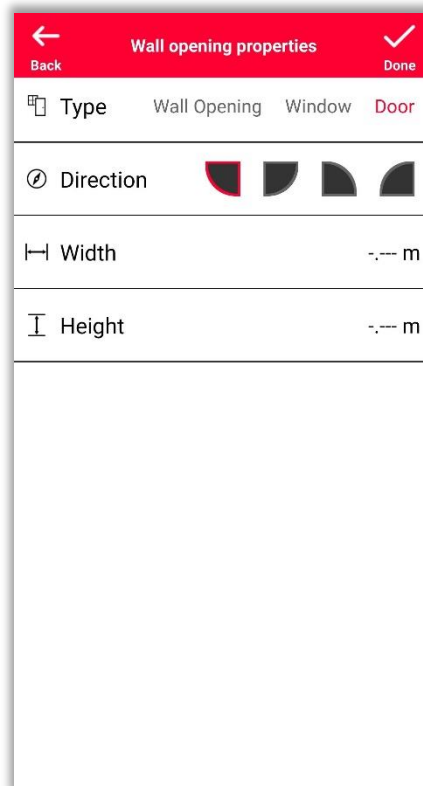 Wall opening properties
Back
Done
Type Wall Opening Window Door
Direction
Width -.--- m
Height -.--- m